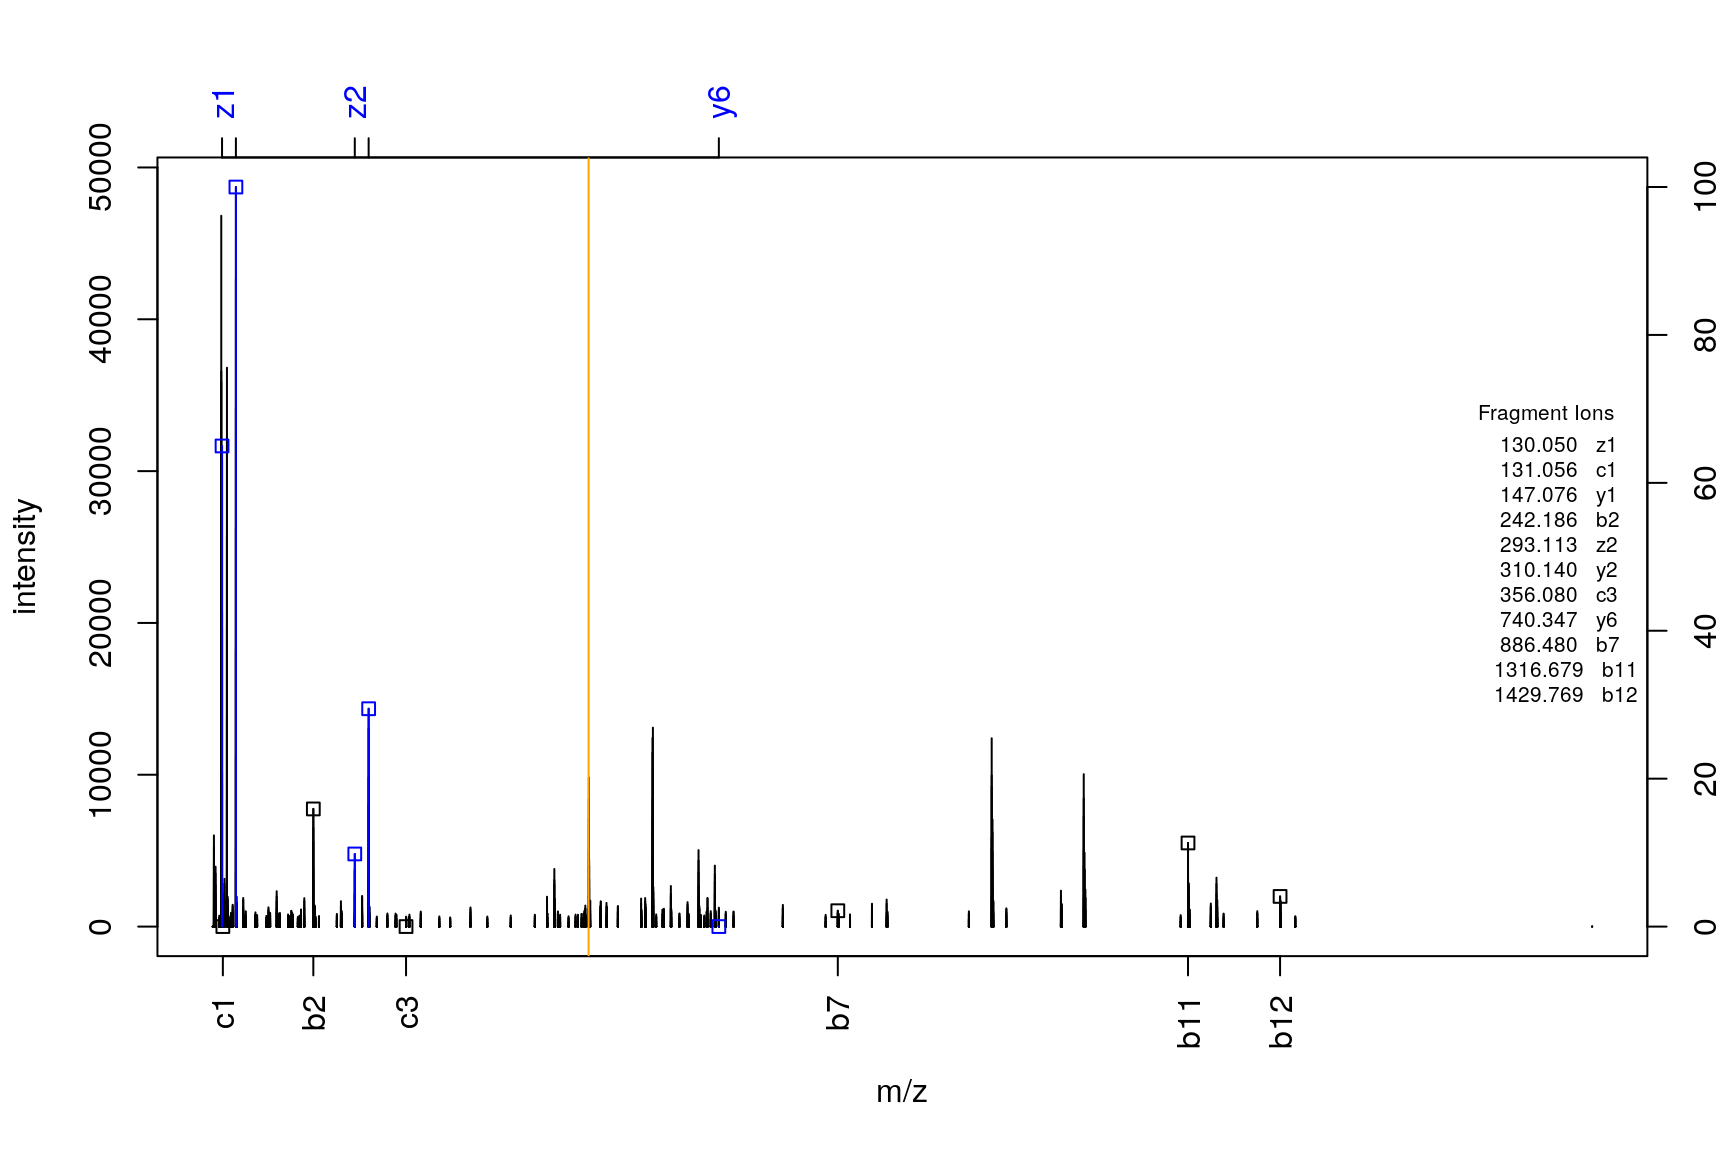 z1 z2 y6
50000
40000
30000
20000
10000
0
intensity
100
80
60
40
20
0
Fragment Ions
130.050 z1
131.056 c1
147.076 y1
242.186 b2
293.113 z2
310.140 y2
356.080 c3
740.347 y6
886.480 b7
1316.679 b11
1429.769 b12
c1 b2 c3 b7 b11 b12
m/z